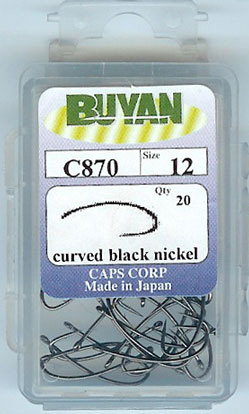 BUYAN
C870 Size 12
Qty 20
curved black nickel
CAPS CORP
Made in Japan